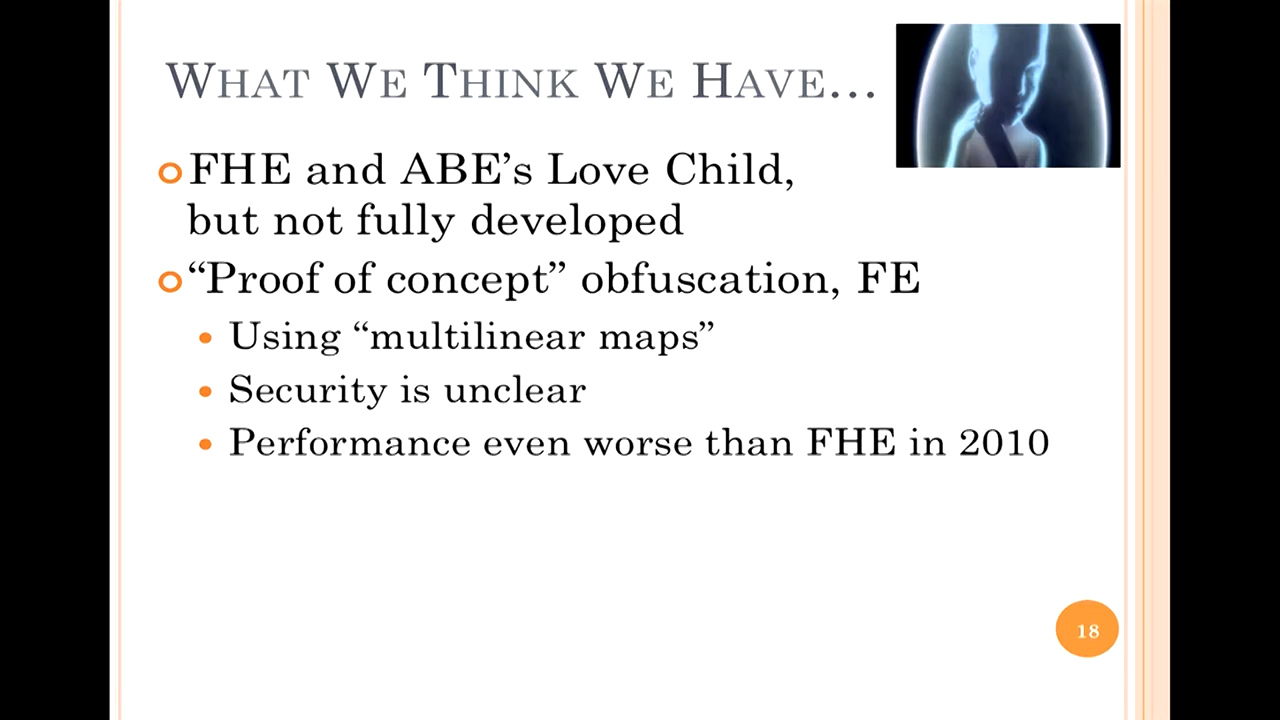 WHAT WE THINK WE HAVE...
FHE and ABE’s Love Child,
but not fully developed
“Proof of concept” obfuscation, FE
Using “multilinear maps”
Security is unclear
Performance even worse than FHE in 2010
18